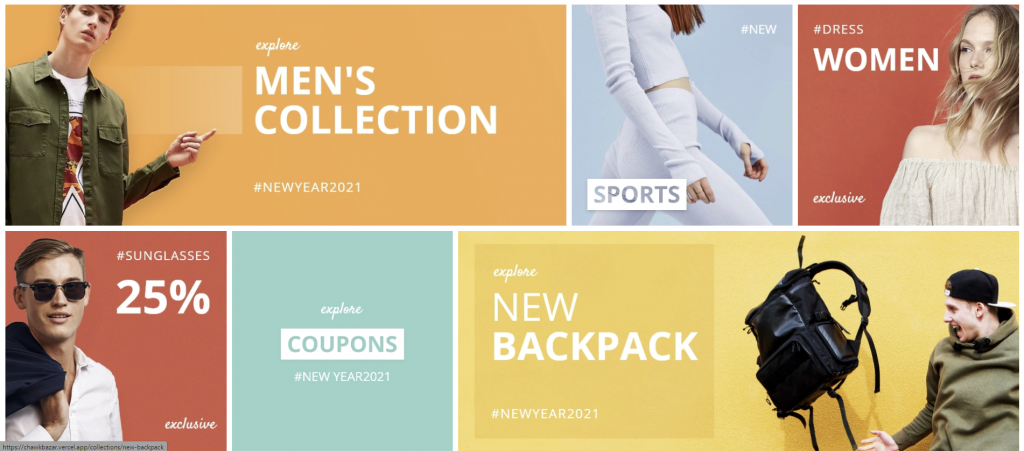 explore
MEN'S
COLLECTION
#NEWYEAR2021
#NEW
SPORTS
#DRESS
WOMEN
exclusive
#SUNGLASSES
25%
exclusive
explore
COUPONS
#NEW YEAR2021
explore
NEW
BACKPACK
#NEWYEAR2021
https://chawkbazar.vercel.app/collections/new-backpack